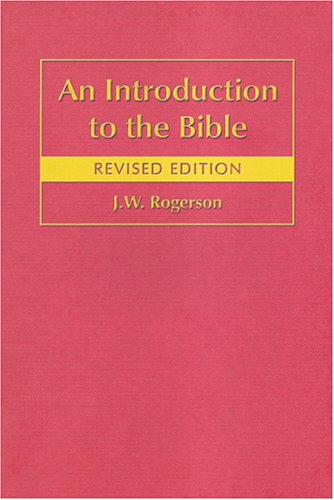 An Introduction
to the Bible
REVISED EDITION
J.W. Rogerson